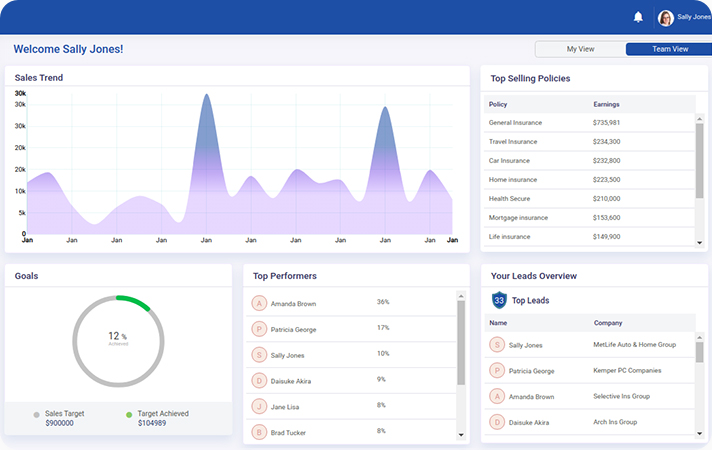 Sally Jones
Welcome Sally Jones!
My View
Team View
Sales Trend
30k
30k
20k
20k
10k
5k
0
Jan Jan Jan Jan Jan Jan Jan Jan Jan Jan
Top Selling Policies
Policy Earnings
General Insurance $735,981
Travel Insurance $234,300
Car Insurance $232,800
Home insurance $223,500
Health Secure $210,000
Mortgage insurance $153,600
Life insurance $149,900
Goals
12 %
Achieved
Sales Target
$900000
Target Achieved
$104989
Top Performers
A Amanda Brown 36%
P Patricia George 17%
S Sally Jones 10%
D Daisuke Akira 9%
J Jane Lisa 8%
B Brad Tucker 8%
Your Leads Overview
33 Top Leads
Name Company
S Sally Jones MetLife Auto & Home Group
P Patricia George Kemper PC Companies
A Amanda Brown Selective Ins Group
D Daisuke Akira Arch Ins Group